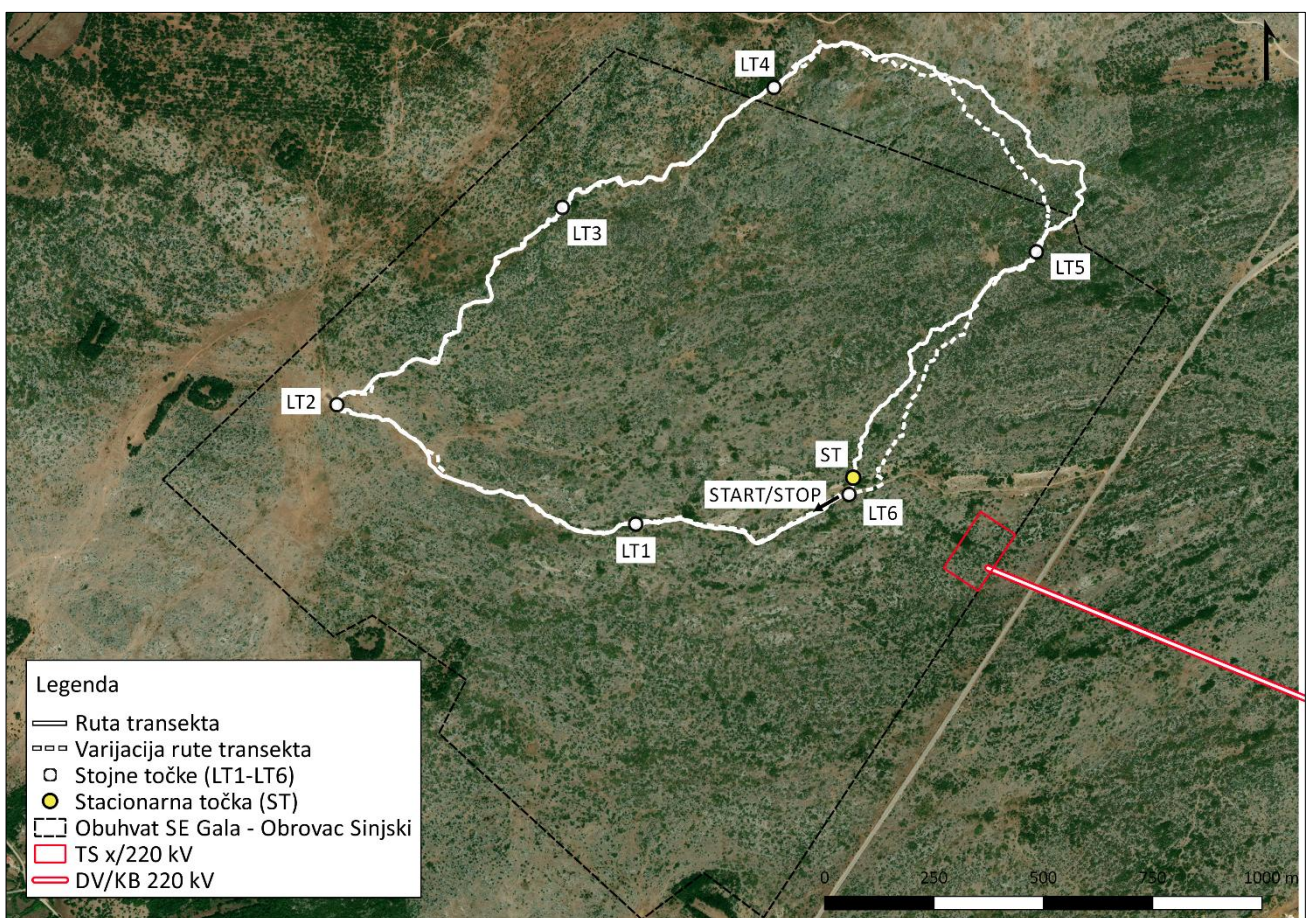 LT4
LT3
LT5
LT2
ST
START/STOP
LT6
LT1
Legenda
Ruta transekta
Varijacija rute transekta
Stojne točke (LT1-LT6)
Stacionarna točka (ST)
Obuhvat SE Gala - Obrovac Sinjski
TS x/220 kV
DV/KB 220 kV
0 250 500 750 1000 m